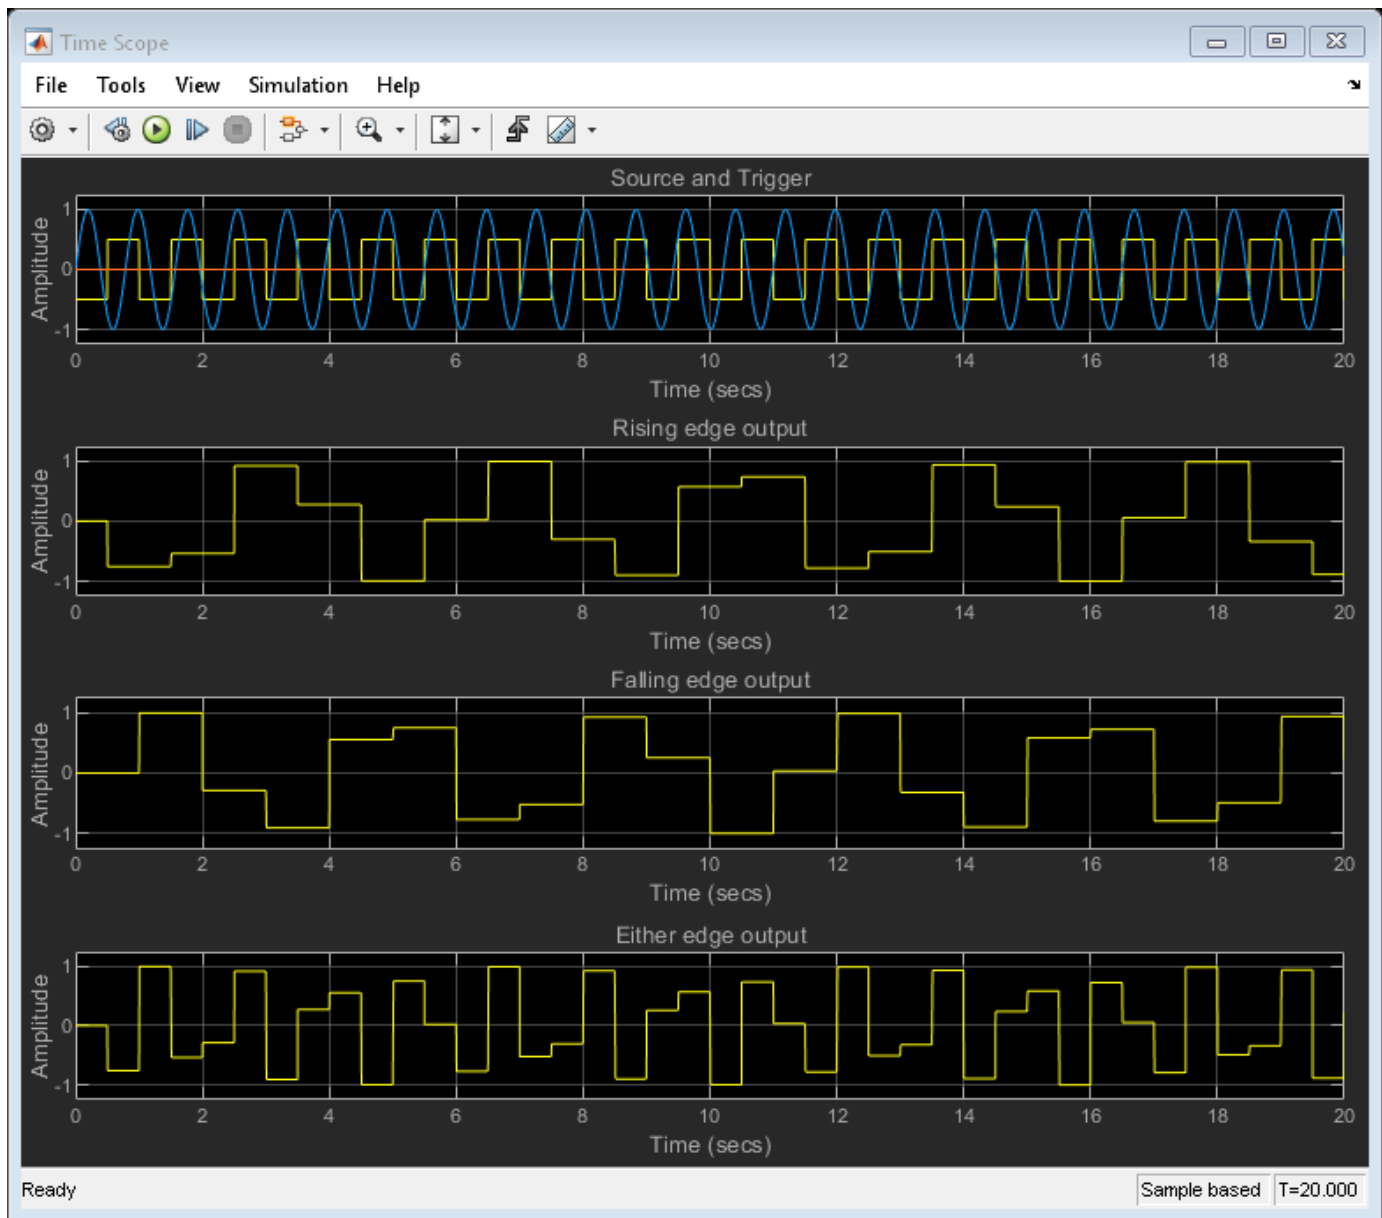 Time Scope
File Tools View Simulation Help
Source and Trigger
Amplitude
1
0
-1
0 2 4 6 8 10 12 14 16 18 20
Time (secs)
Rising edge output
Amplitude
1
0
-1
0 2 4 6 8 10 12 14 16 18 20
Time (secs)
Falling edge output
Amplitude
1
0
-1
0 2 4 6 8 10 12 14 16 18 20
Time (secs)
Either edge output
Amplitude
1
0
-1
0 2 4 6 8 10 12 14 16 18 20
Time (secs)
Ready Sample based T=20.000